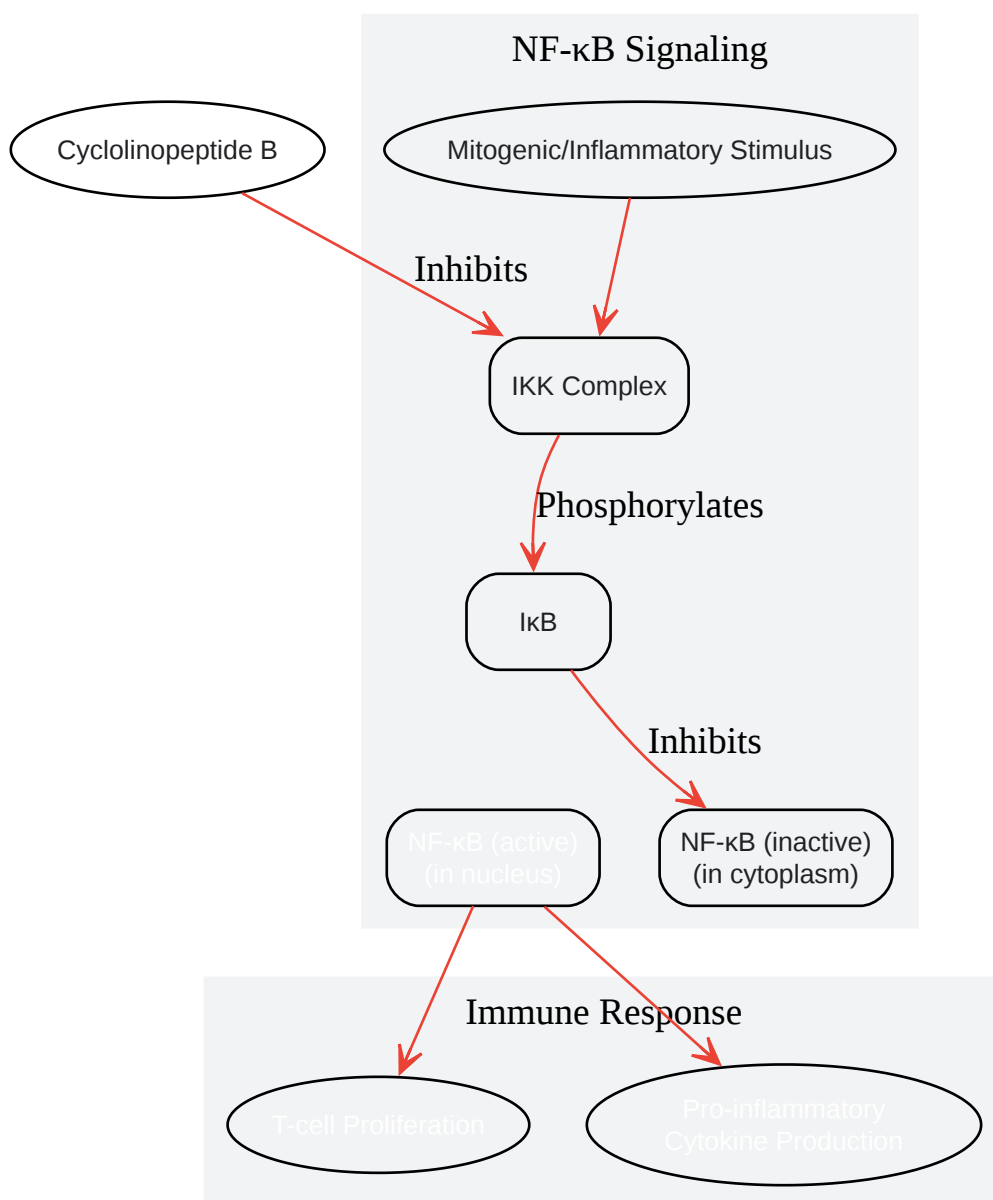 NF-κB Signaling
Cyclolinopeptide B
Mitogenic/Inflammatory Stimulus
Inhibits
IKK Complex
Phosphorylates
IκB
Inhibits
NF-κB (active)
(in nucleus)
NF-κB (inactive)
(in cytoplasm)
Immune Response
T-cell Proliferation
Pro-inflammatory
Cytokine Production